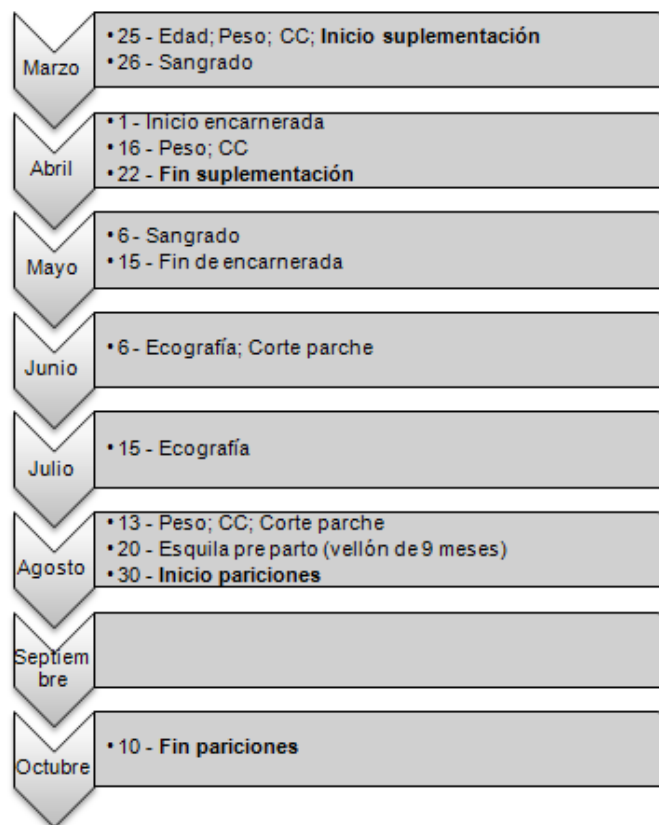 Marzo
• 25 - Edad; Peso; CC; Inicio suplementación
• 26 - Sangrado
Abril
• 1 - Inicio encarnerada
• 16 - Peso; CC
• 22 - Fin suplementación
Mayo
• 6 - Sangrado
• 15 - Fin de encarnerada
Junio
• 6 - Ecografía; Corte parche
Julio
• 15 - Ecografía
Agosto
• 13 - Peso; CC; Corte parche
• 20 - Esquila pre parto (vellón de 9 meses)
• 30 - Inicio pariciones
Septiem
bre
Octubre
• 10 - Fin pariciones